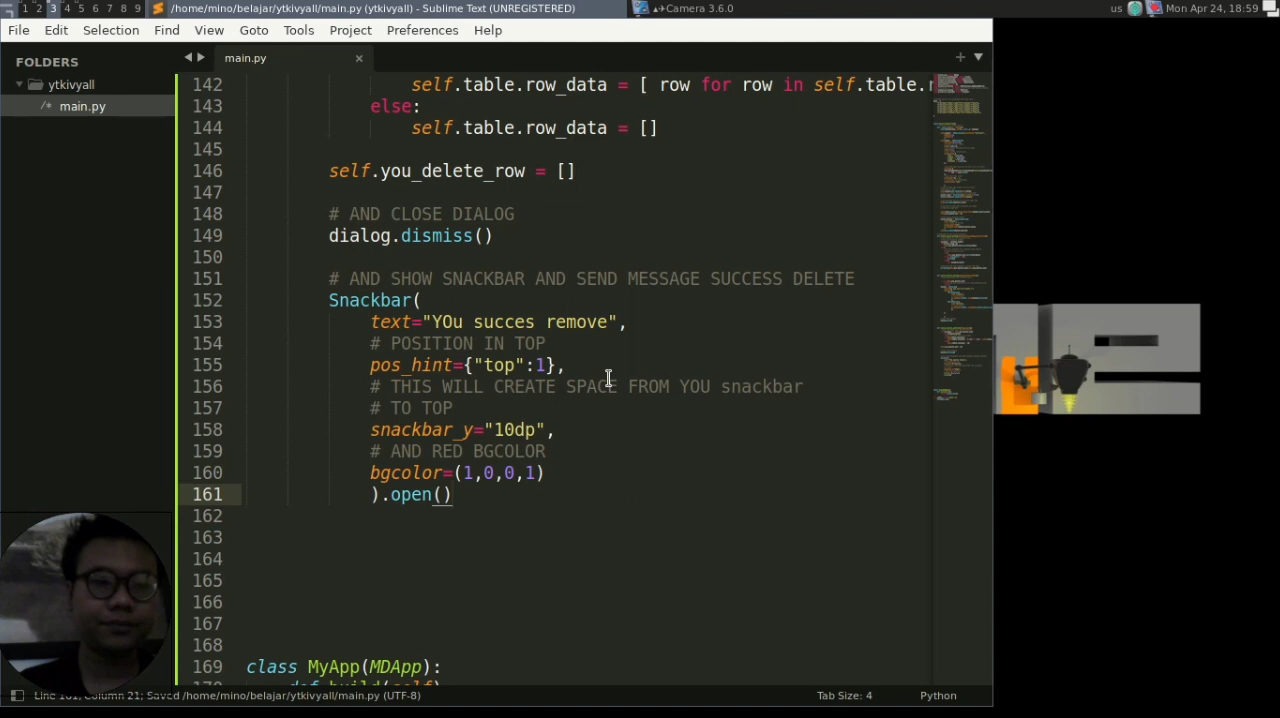 1 2 3 4 5 6 7 8 9
/home/mino/belajar/ytkivyall/main.py (ytkivyall) - Sublime Text (UNREGISTERED)
Camera 3.6.0
us
Mon Apr 24, 18:59
File Edit Selection Find View Goto Tools Project Preferences Help
FOLDERS
ytkivyall
/* main.py
main.py
142 self.table.row_data = [ row for row in self.table.r
143 else:
144 self.table.row_data = []
145
146 self.you_delete_row = []
147
148 # AND CLOSE DIALOG
149 dialog.dismiss()
150
151 # AND SHOW SNACKBAR AND SEND MESSAGE SUCCESS DELETE
152 Snackbar(
153 text="YOu succes remove",
154 # POSITION IN TOP
155 pos_hint={"top":1},
156 # THIS WILL CREATE SPACE FROM YOU snackbar
157 # TO TOP
158 snackbar_y="10dp",
159 # AND RED BGCOLOR
160 bgcolor=(1,0,0,1)
161 ).open()
162
163
164
165
166
167
168
169 class MyApp(MDApp):
170 def build(self)
Line 161, Column 21; Saved /home/mino/belajar/ytkivyall/main.py (UTF-8)
Tab Size: 4
Python